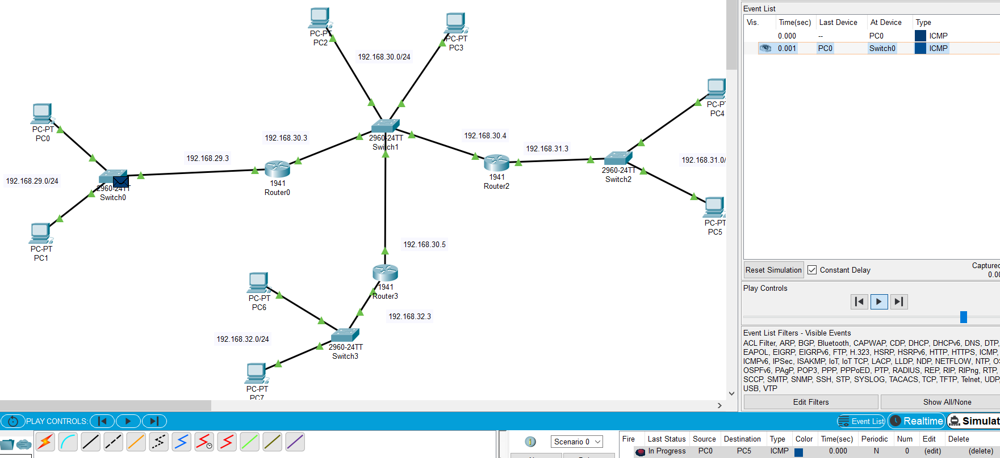 PC-PT
PC2
PC-PT
PC3
192.168.30.0/24
PC-PT
PC4
PC-PT
PC0
192.168.30.3
2960-24TT
Switch1
192.168.30.4
192.168.29.3
192.168.31.3
192.168.31.0/
192.168.29.0/24
2960-24TT
Switch0
1941
Router0
1941
Router2
2960-24TT
Switch2
PC-PT
PC1
PC-PT
PC5
192.168.30.5
PC-PT
PC6
1941
Router3
192.168.32.3
192.168.32.0/24
2960-24TT
Switch3
PC-PT
PC7
Event List
Vis. Time(sec) Last Device At Device Type
0.000 -- PC0 ICMP
0.001 PC0 Switch0 ICMP
Reset Simulation Constant Delay Captured
0.00
Play Controls
Event List Filters - Visible Events
ACL Filter, ARP, BGP, Bluetooth, CAPWAP, CDP, DHCP, DHCPv6, DNS, DTP,
EAPOL, EIGRP, EIGRPv6, FTP, H.323, HSRP, HSRPv6, HTTP, HTTPS, ICMP,
ICMPv6, IPSec, ISAKMP, IoT, IoT TCP, LACP, LLDP, NDP, NETFLOW, NTP, OS
OSPFv6, PAgP, POP3, PPP, PPPoED, PTP, RADIUS, REP, RIP, RIPng, RTP,
SCCP, SMTP, SNMP, SSH, STP, SYSLOG, TACACS, TCP, TFTP, Telnet, UDP,
USB, VTP
Edit Filters Show All/None
PLAY CONTROLS: Event List Realtime Simulat
Scenario 0
Fire Last Status Source Destination Type Color Time(sec) Periodic Num Edit Delete
In Progress PC0 PC5 ICMP 0.000 N 0 (edit) (delete)